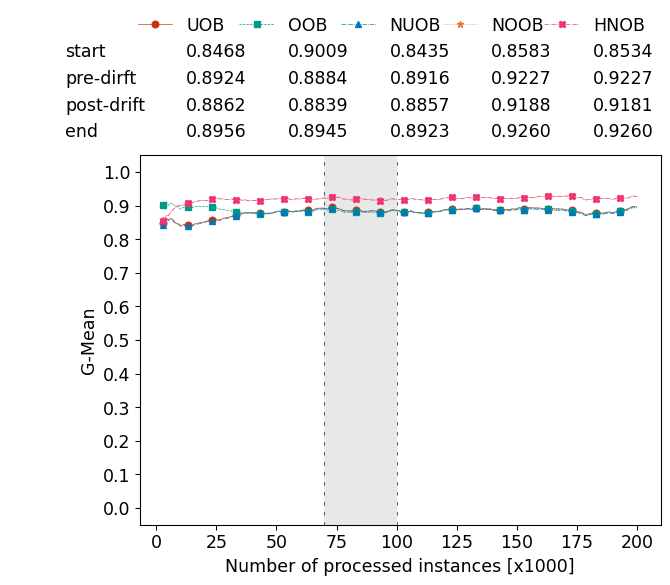 UOB OOB NUOB NOOB HNOB
start 0.8468 0.9009 0.8435 0.8583 0.8534
pre-dirft 0.8924 0.8884 0.8916 0.9227 0.9227
post-drift 0.8862 0.8839 0.8857 0.9188 0.9181
end 0.8956 0.8945 0.8923 0.9260 0.9260
1.0
0.9
0.8
0.7
0.6
0.5
0.4
0.3
0.2
0.1
0.0
G-Mean
0 25 50 75 100 125 150 175 200
Number of processed instances [x1000]